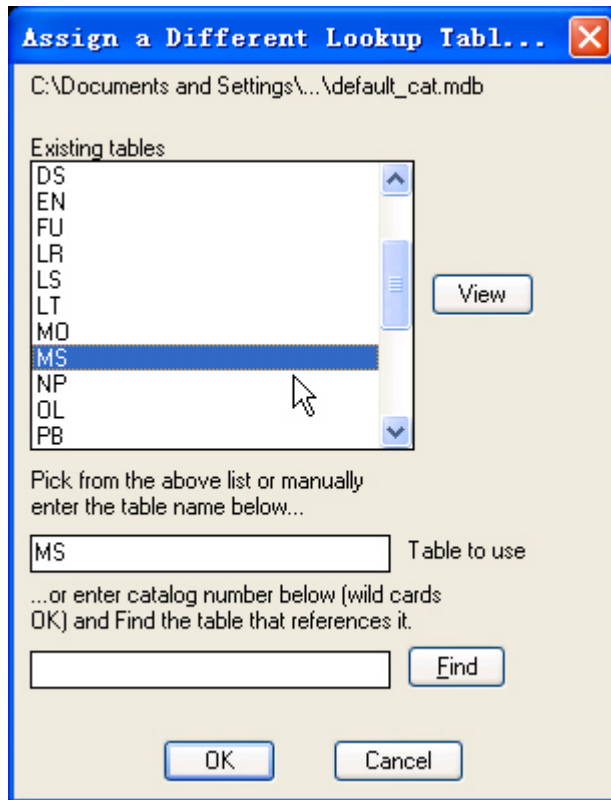 Assign a Different Lookup Tabl...
C:\Documents and Settings\...\default_cat.mdb
Existing tables
DS
EN
FU
LR
LS
LT
MO
MS
NP
OL
PB
View
Pick from the above list or manually
enter the table name below...
MS
Table to use
...or enter catalog number below (wild cards
OK) and Find the table that references it.
Find
OK
Cancel